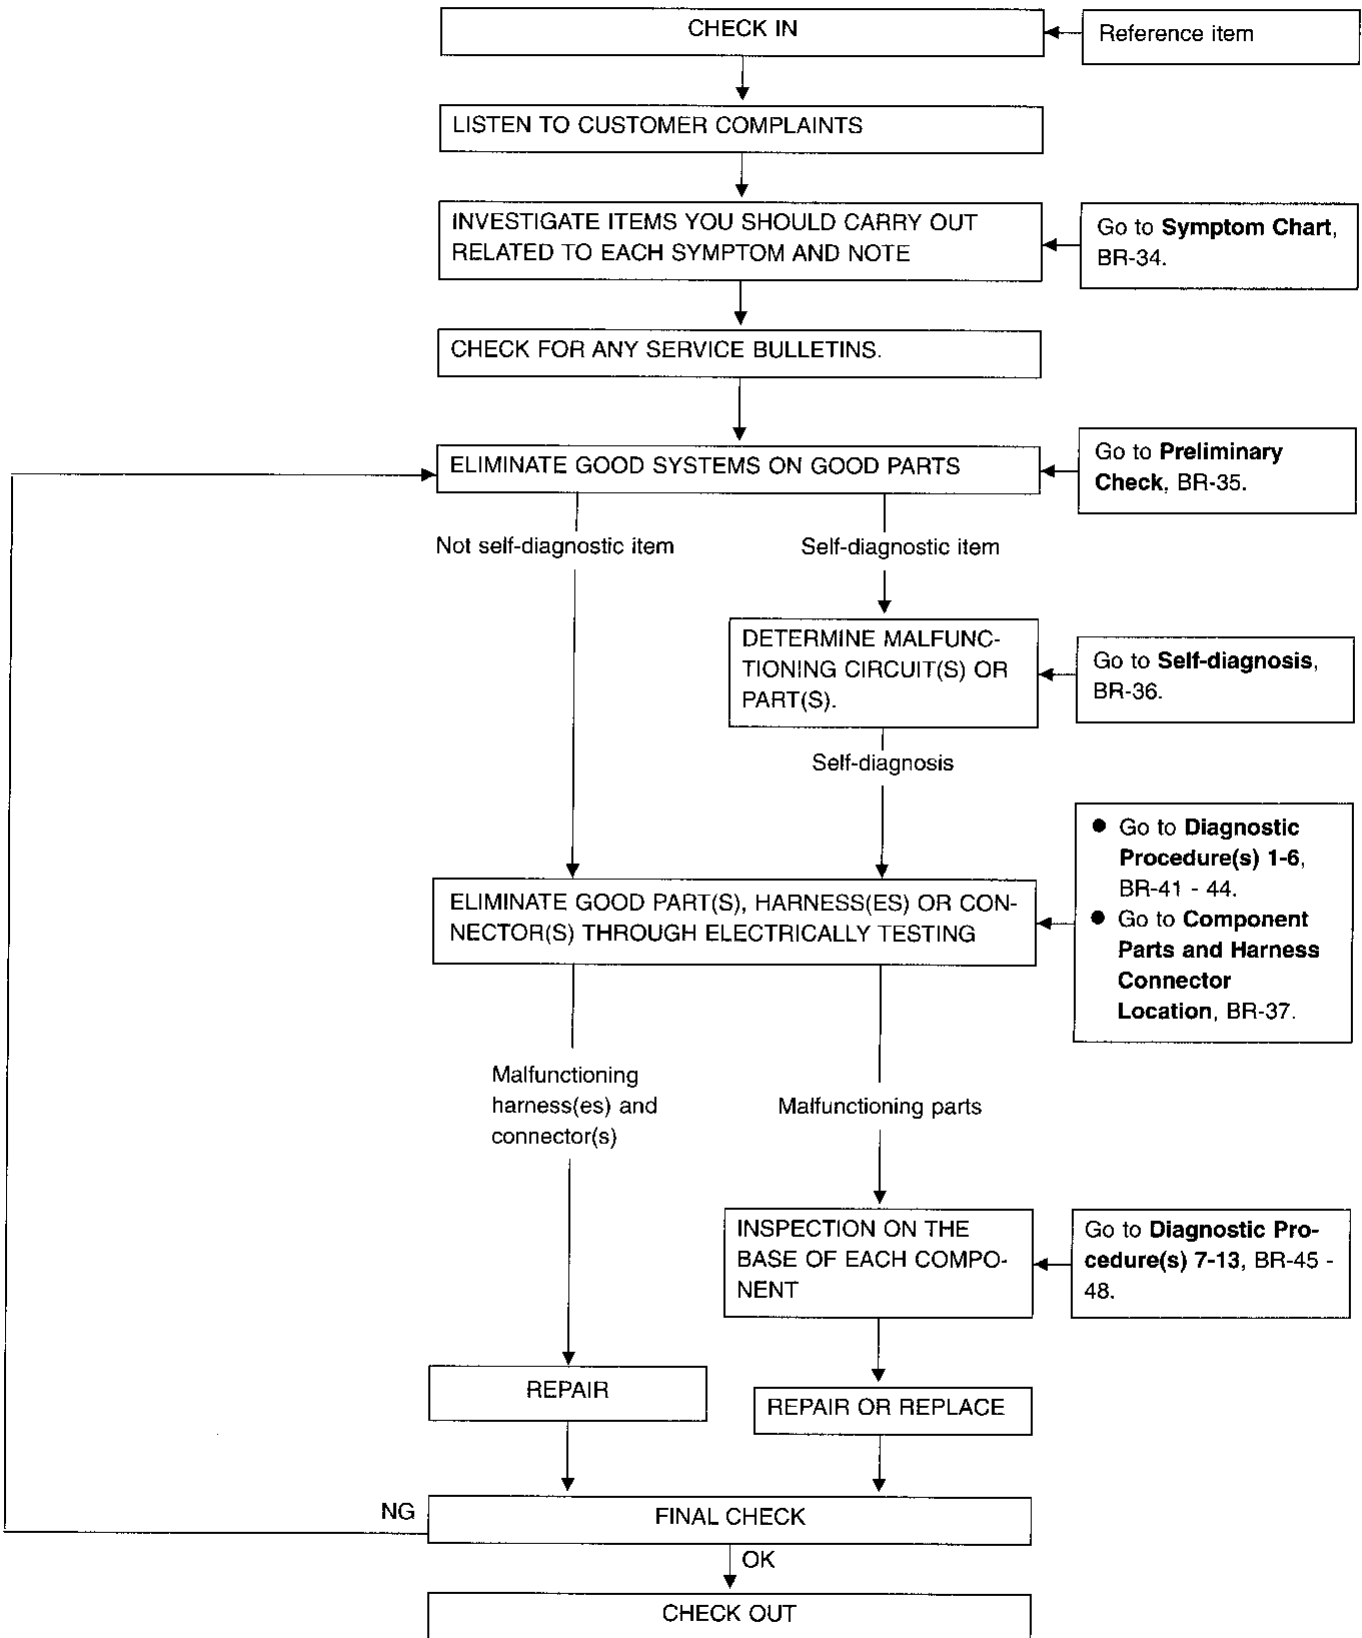 CHECK IN
Reference item
LISTEN TO CUSTOMER COMPLAINTS
INVESTIGATE ITEMS YOU SHOULD CARRY OUT
RELATED TO EACH SYMPTOM AND NOTE
Go to Symptom Chart,
BR-34.
CHECK FOR ANY SERVICE BULLETINS.
ELIMINATE GOOD SYSTEMS ON GOOD PARTS
Go to Preliminary
Check, BR-35.
Not self-diagnostic item
Self-diagnostic item
DETERMINE MALFUNC-
TIONING CIRCUIT(S) OR
PART(S).
Go to Self-diagnosis,
BR-36.
Self-diagnosis
ELIMINATE GOOD PART(S), HARNESS(ES) OR CON-
NECTOR(S) THROUGH ELECTRICALLY TESTING
● Go to Diagnostic
Procedure(s) 1-6,
BR-41 - 44.
● Go to Component
Parts and Harness
Connector
Location, BR-37.
Malfunctioning
harness(es) and
connector(s)
Malfunctioning parts
INSPECTION ON THE
BASE OF EACH COMPO-
NENT
Go to Diagnostic Pro-
cedure(s) 7-13, BR-45 -
48.
REPAIR
REPAIR OR REPLACE
NG
FINAL CHECK
OK
CHECK OUT